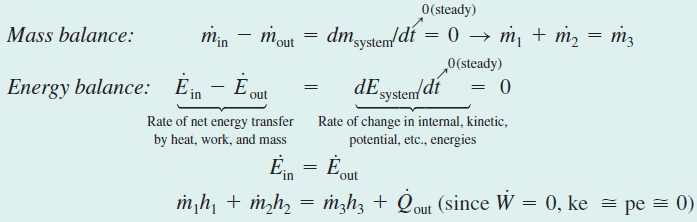 0 (steady)
Mass balance: ṁin − ṁout = dmsystem/dt = 0 → ṁ1 + ṁ2 = ṁ3
0 (steady)
Energy balance: Ėin − Ėout = dEsystem/dt = 0
Rate of net energy transfer Rate of change in internal, kinetic,
by heat, work, and mass potential, etc., energies
Ėin = Ėout
ṁ1h1 + ṁ2h2 = ṁ3h3 + Q̇out (since Ẇ = 0, ke ≅ pe ≅ 0)